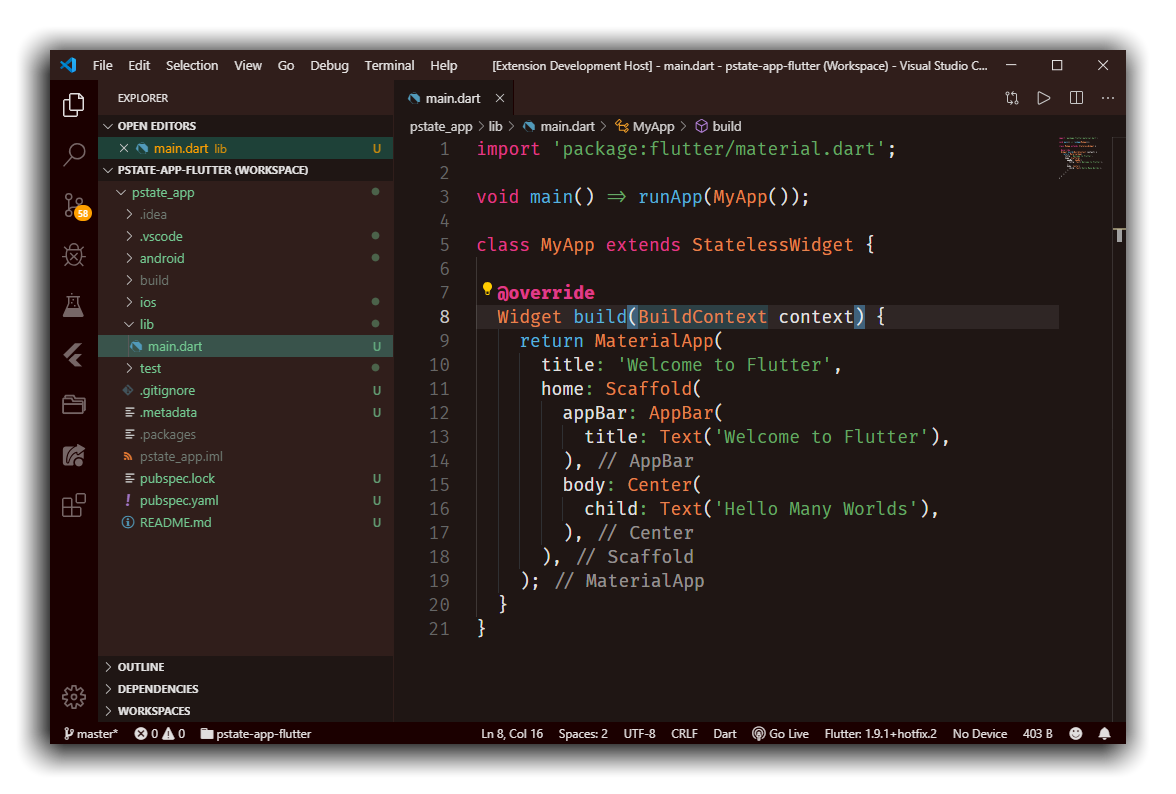 File Edit Selection View Go Debug Terminal Help [Extension Development Host] - main.dart - pstate-app-flutter (Workspace) - Visual Studio C...
EXPLORER
OPEN EDITORS
main.dart lib U
PSTATE-APP-FLUTTER (WORKSPACE)
pstate_app
.idea
.vscode
58
android
build
ios
lib
main.dart U
test
.gitignore U
.metadata U
.packages
pstate_app.iml
pubspec.lock U
pubspec.yaml U
README.md U
OUTLINE
DEPENDENCIES
WORKSPACES
main.dart
pstate_app > lib > main.dart > MyApp > build
1 import 'package:flutter/material.dart';
2
3 void main() => runApp(MyApp());
4
5 class MyApp extends StatelessWidget {
6
7 @override
8 Widget build(BuildContext context) {
9 return MaterialApp(
10 title: 'Welcome to Flutter',
11 home: Scaffold(
12 appBar: AppBar(
13 title: Text('Welcome to Flutter'),
14 ), // AppBar
15 body: Center(
16 child: Text('Hello Many Worlds'),
17 ), // Center
18 ), // Scaffold
19 ); // MaterialApp
20 }
21 }
master* 0 0 pstate-app-flutter Ln 8, Col 16 Spaces: 2 UTF-8 CRLF Dart Go Live Flutter: 1.9.1+hotfix.2 No Device 403 B